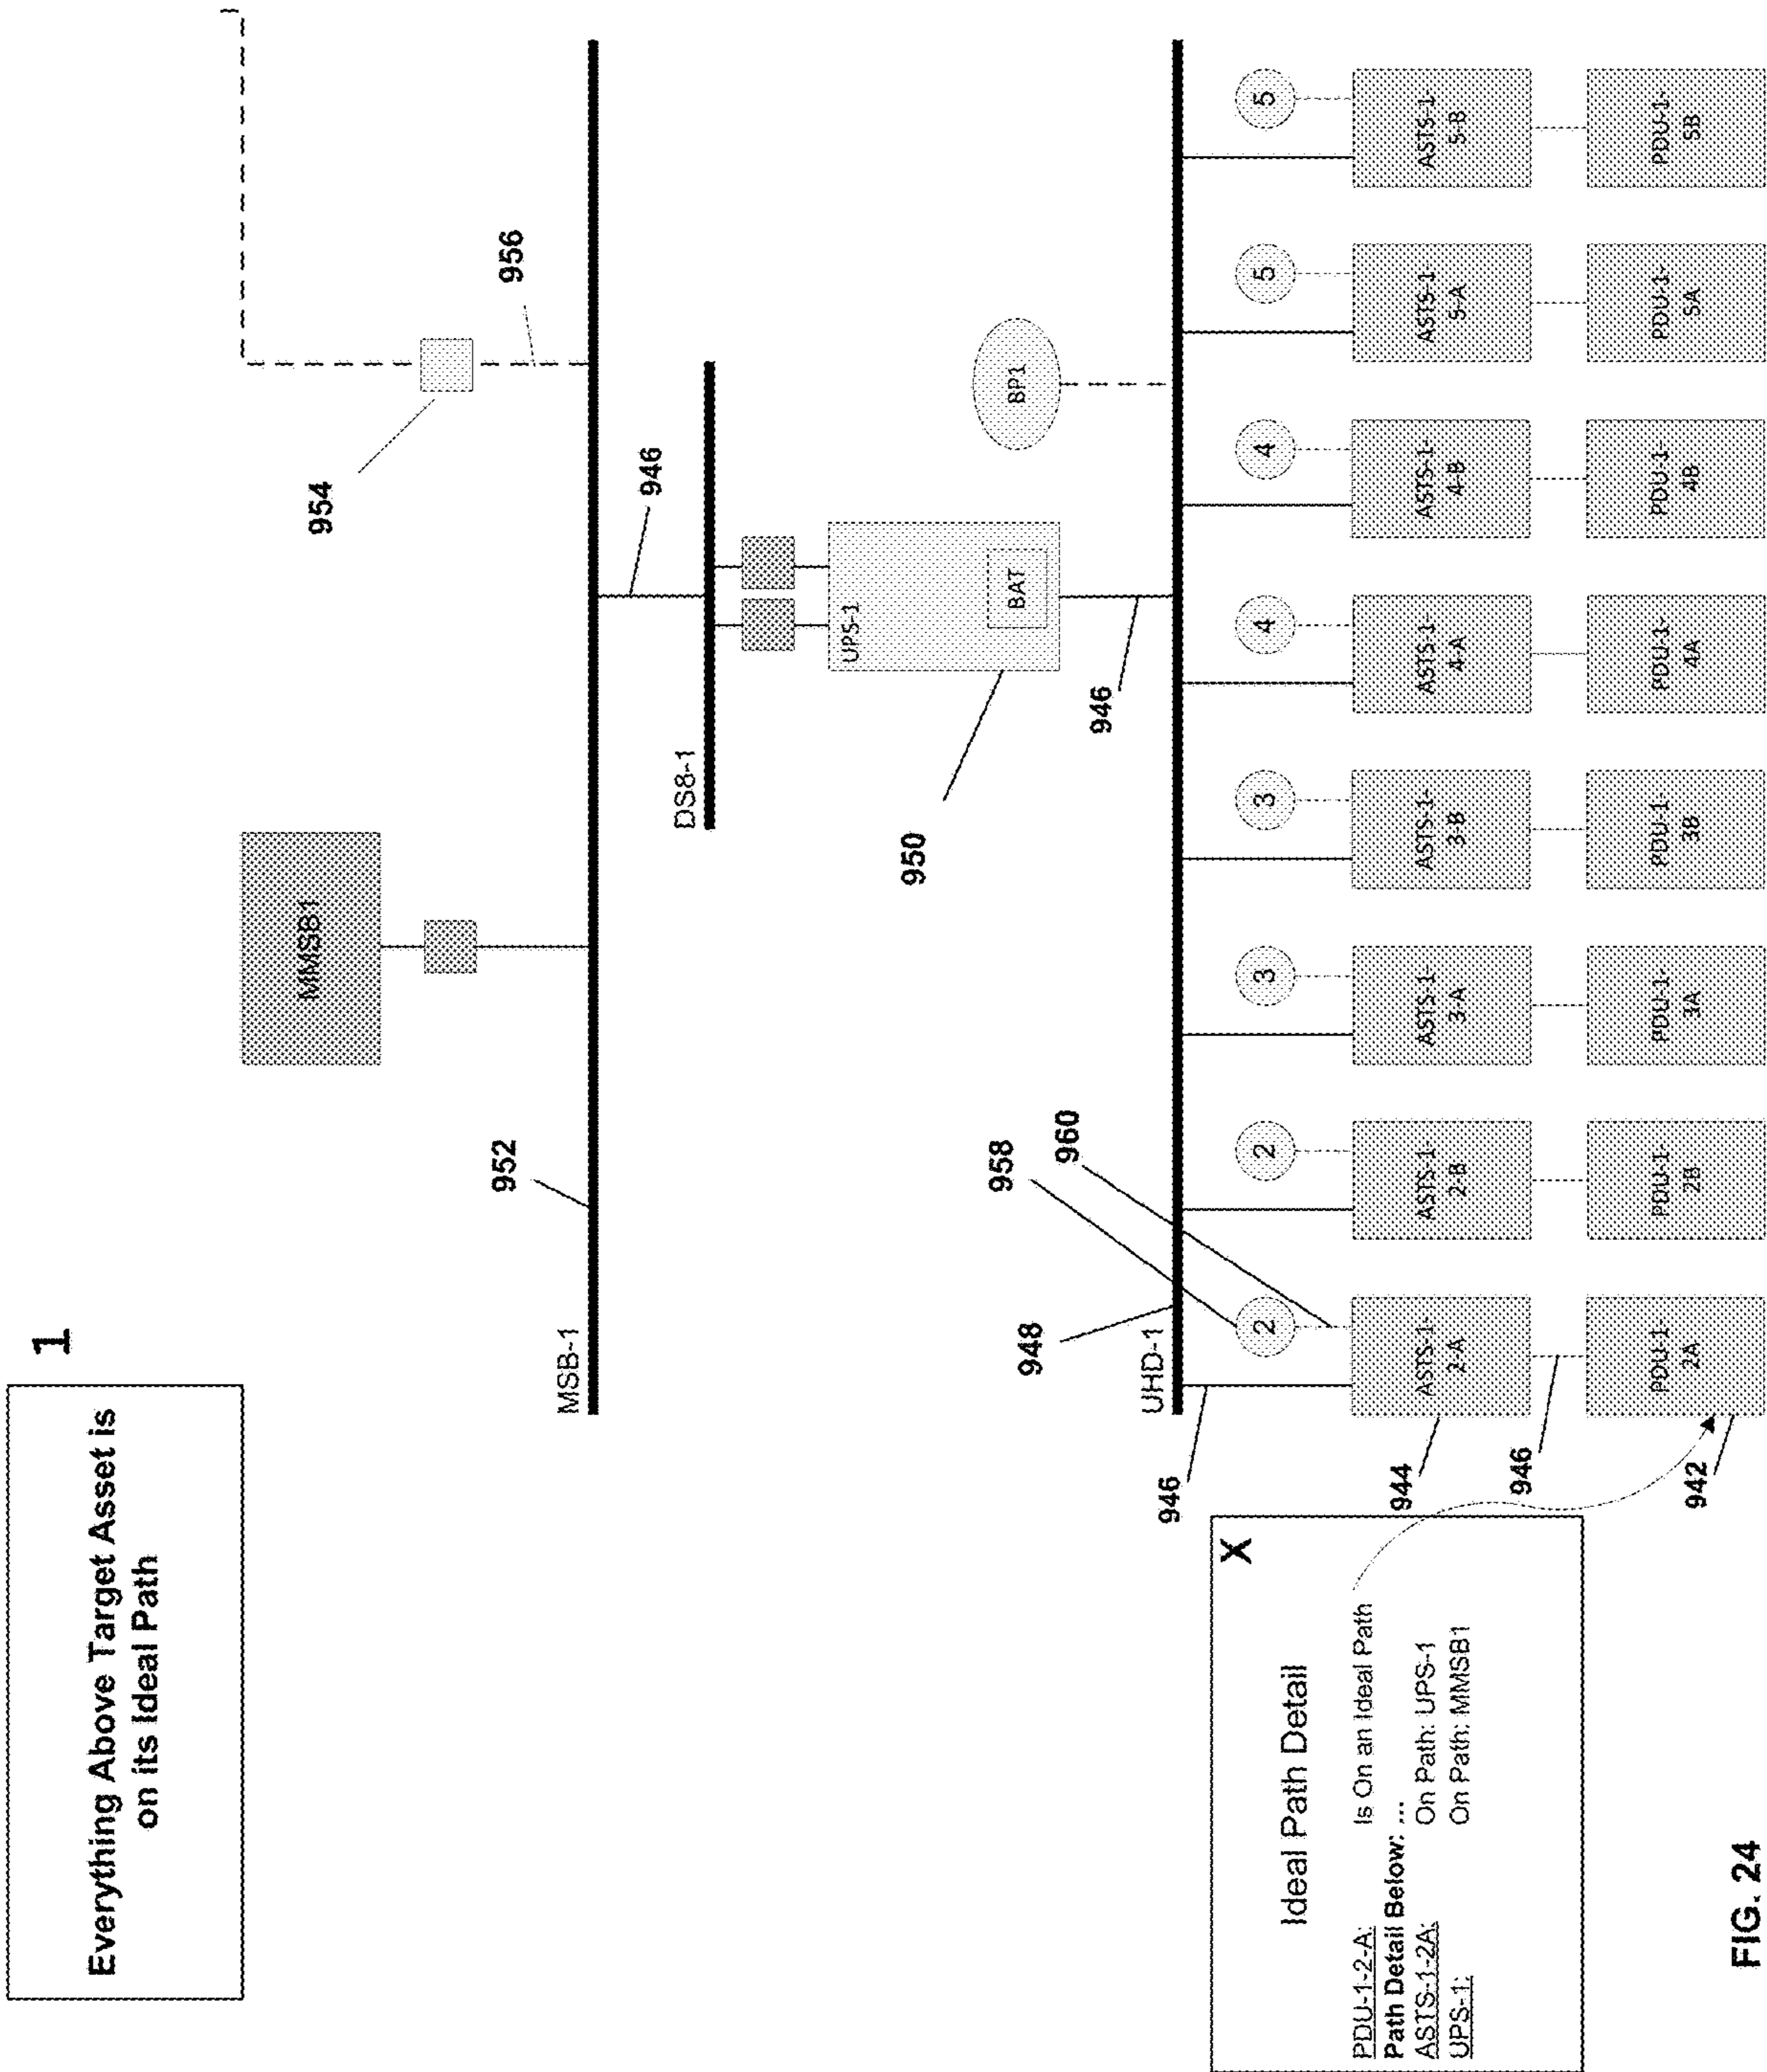 1
Everything Above Target Asset is
on its Ideal Path
MMSB1
954
956
952
MSB-1
946
DS8-1
UPS-1
BAT
950
BP1
946
958
960
948
UHD-1
946
2
2
3
3
4
4
5
5
ASTS-1-
2-A
ASTS-1-
2-B
ASTS-1
3-A
ASTS-1-
3-B
ASTS-1
4-A
ASTS-1-
4-B
ASTS-1
5-A
ASTS-1-
5-B
944
946
PDU-1-
2A
PDU-1-
2B
PDU-1-
3A
PDU-1-
3B
PDU-1-
4A
PDU-1-
4B
PDU-1-
5A
PDU-1-
5B
942
X
Ideal Path Detail
PDU-1-2-A: Is On an Ideal Path
Path Detail Below: ...
ASTS-1-2A: On Path: UPS-1
UPS-1: On Path: MMSB1
FIG. 24